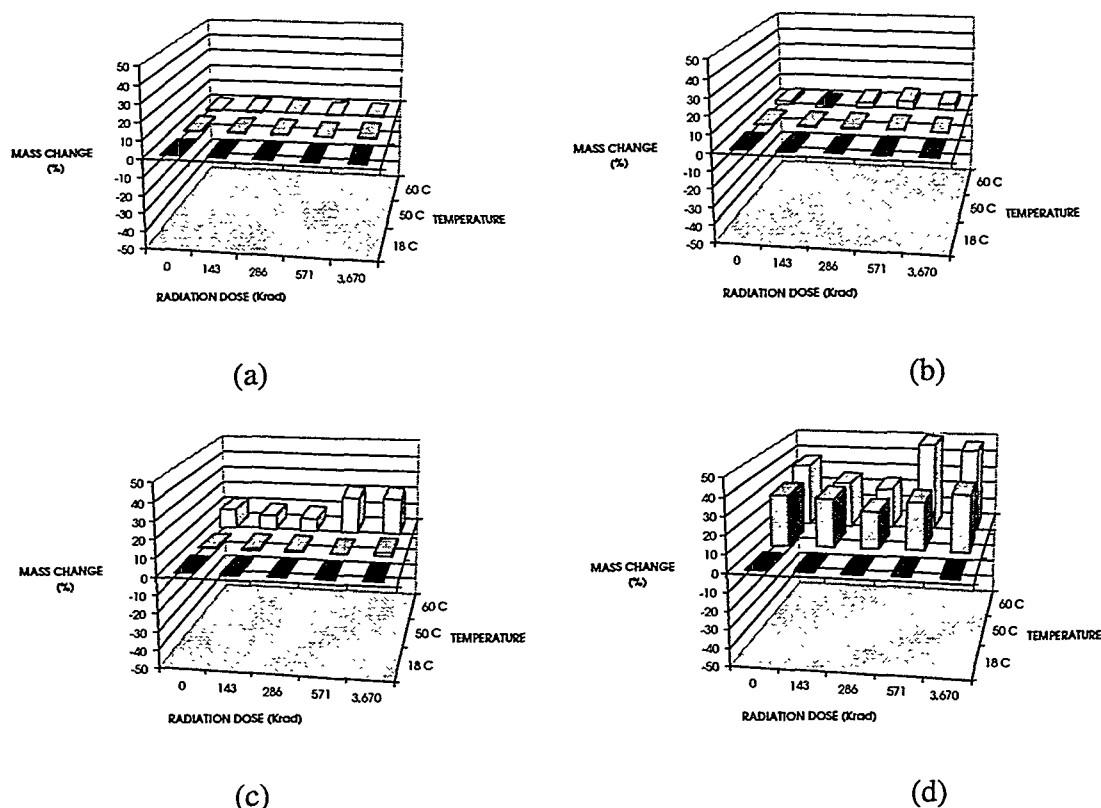 50
40
30
20
10
0
-10
-20
-30
-40
-50
MASS CHANGE
(%)
60 C
50 C
18 C
TEMPERATURE
0 143 286 571 3,670
RADIATION DOSE (Krad)
(a)
50
40
30
20
10
0
-10
-20
-30
-40
-50
MASS CHANGE
(%)
60 C
50 C
18 C
TEMPERATURE
0 143 286 571 3,670
RADIATION DOSE (Krad)
(b)
50
40
30
20
10
0
-10
-20
-30
-40
-50
MASS CHANGE
(%)
60 C
50 C
18 C
TEMPERATURE
0 143 286 571 3,670
RADIATION DOSE (Krad)
(c)
50
40
30
20
10
0
-10
-20
-30
-40
-50
MASS CHANGE
(%)
60 C
50 C
18 C
TEMPERATURE
0 143 286 571 3,670
RADIATION DOSE (Krad)
(d)